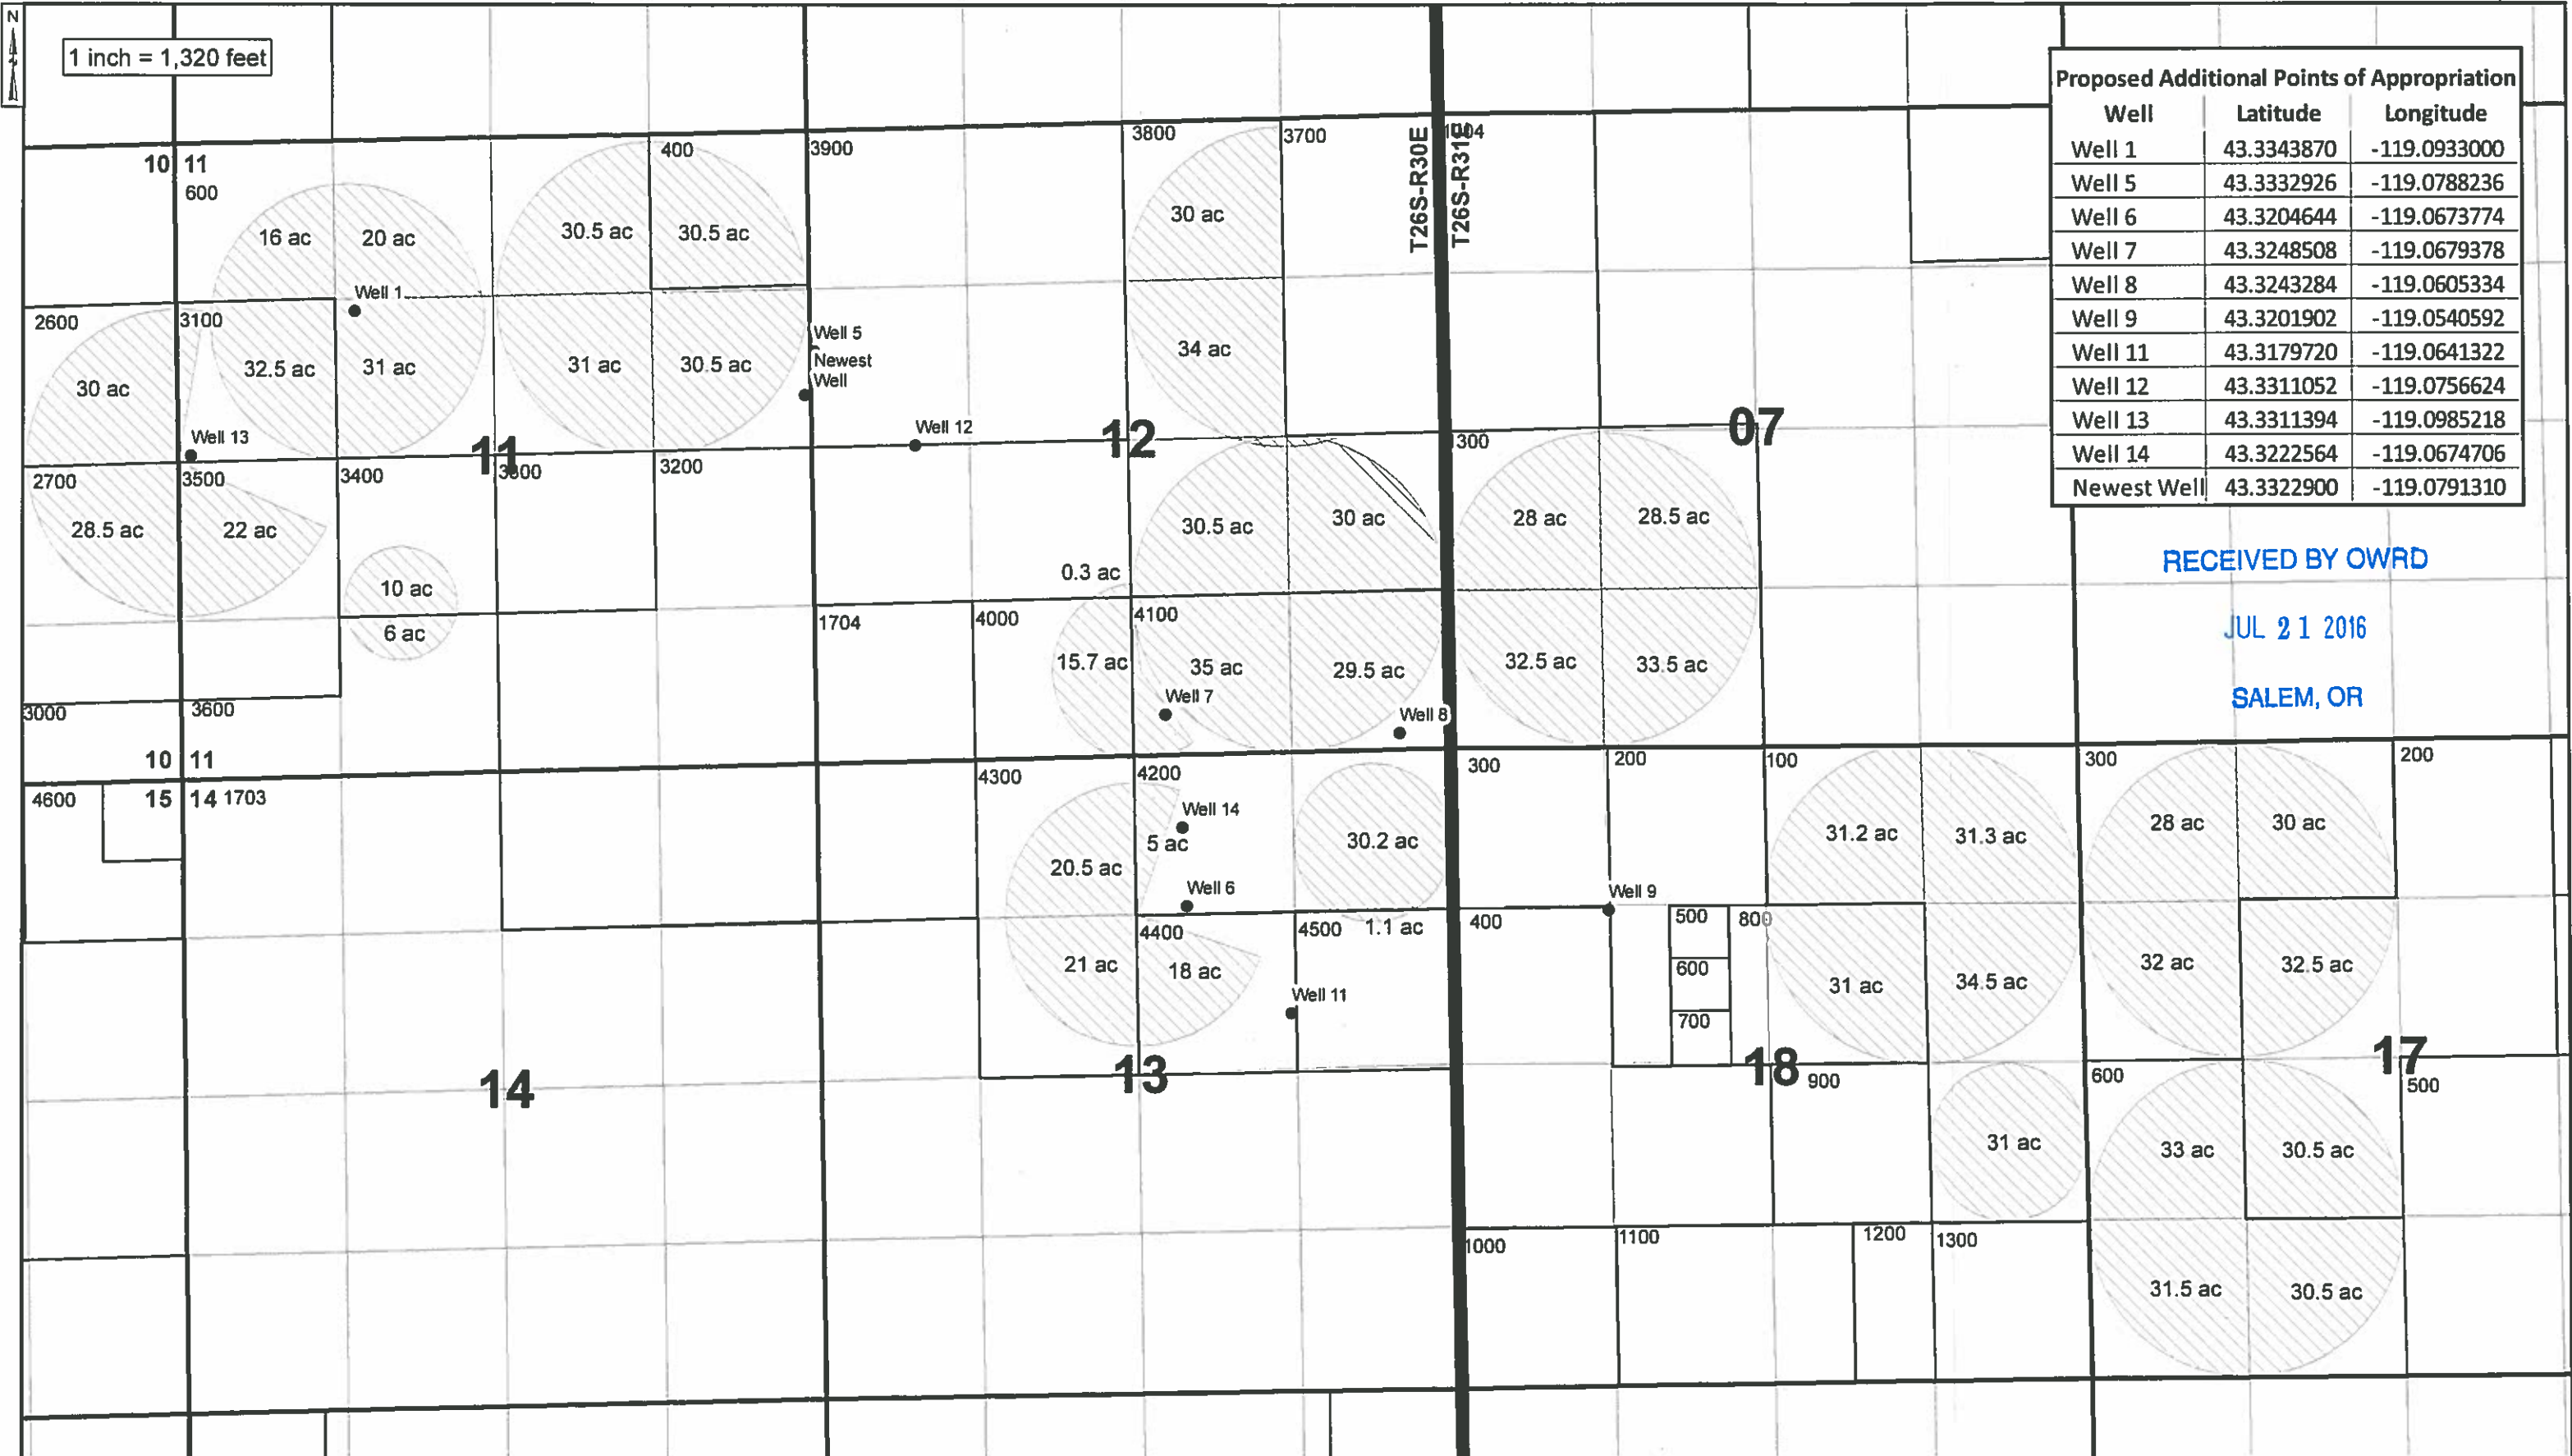 N
1 inch = 1,320 feet
Proposed Additional Points of Appropriation
Well Latitude Longitude
Well 1 43.3343870 -119.0933000
Well 5 43.3332926 -119.0788236
Well 6 43.3204644 -119.0673774
Well 7 43.3248508 -119.0679378
Well 8 43.3243284 -119.0605334
Well 9 43.3201902 -119.0540592
Well 11 43.3179720 -119.0641322
Well 12 43.3311052 -119.0756624
Well 13 43.3311394 -119.0985218
Well 14 43.3222564 -119.0674706
Newest Well 43.3322900 -119.0791310
RECEIVED BY OWRD
JUL 21 2016
SALEM, OR
T26S-R30E
T26S-R31E
10 11
600
400
3900
3800
3700
16 ac
20 ac
30.5 ac
30.5 ac
30 ac
Well 1
2600
3100
Well 5
Newest
Well
30 ac
32.5 ac
31 ac
31 ac
30.5 ac
34 ac
Well 13
11
Well 12
12
300
07
2700
3500
3400
3300
3200
28.5 ac
22 ac
30.5 ac
30 ac
28 ac
28.5 ac
10 ac
6 ac
0.3 ac
1704
4000
4100
15.7 ac
35 ac
29.5 ac
32.5 ac
33.5 ac
Well 7
Well 8
3000
3600
10 11
15 14
4600
1703
4300
4200
300
200
100
300
200
Well 14
5 ac
20.5 ac
30.2 ac
31.2 ac
31.3 ac
28 ac
30 ac
Well 6
Well 9
4400
4500
1.1 ac
400
500
800
600
700
21 ac
18 ac
31 ac
34.5 ac
32 ac
32.5 ac
Well 11
14
13
18
900
600
17
500
31 ac
33 ac
30.5 ac
1000
1100
1200
1300
31.5 ac
30.5 ac